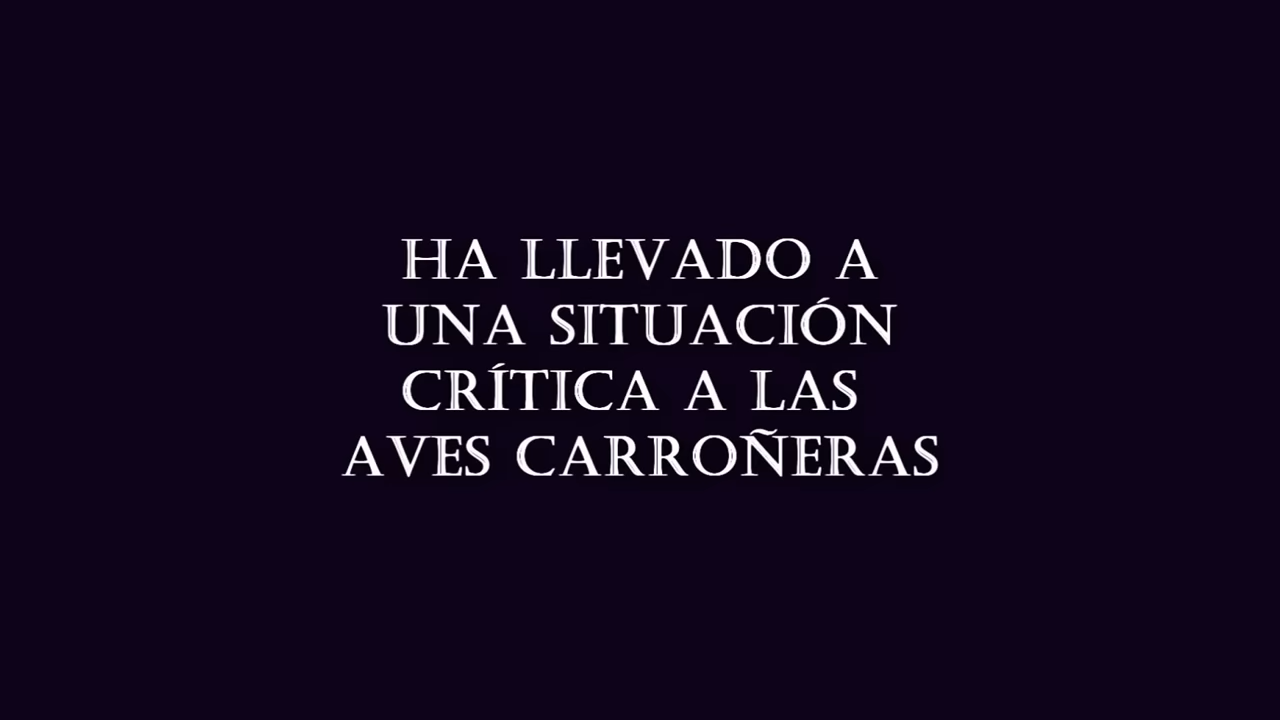 HA LLEVADO A
UNA SITUACIÓN
CRÍTICA A LAS
AVES CARROÑERAS